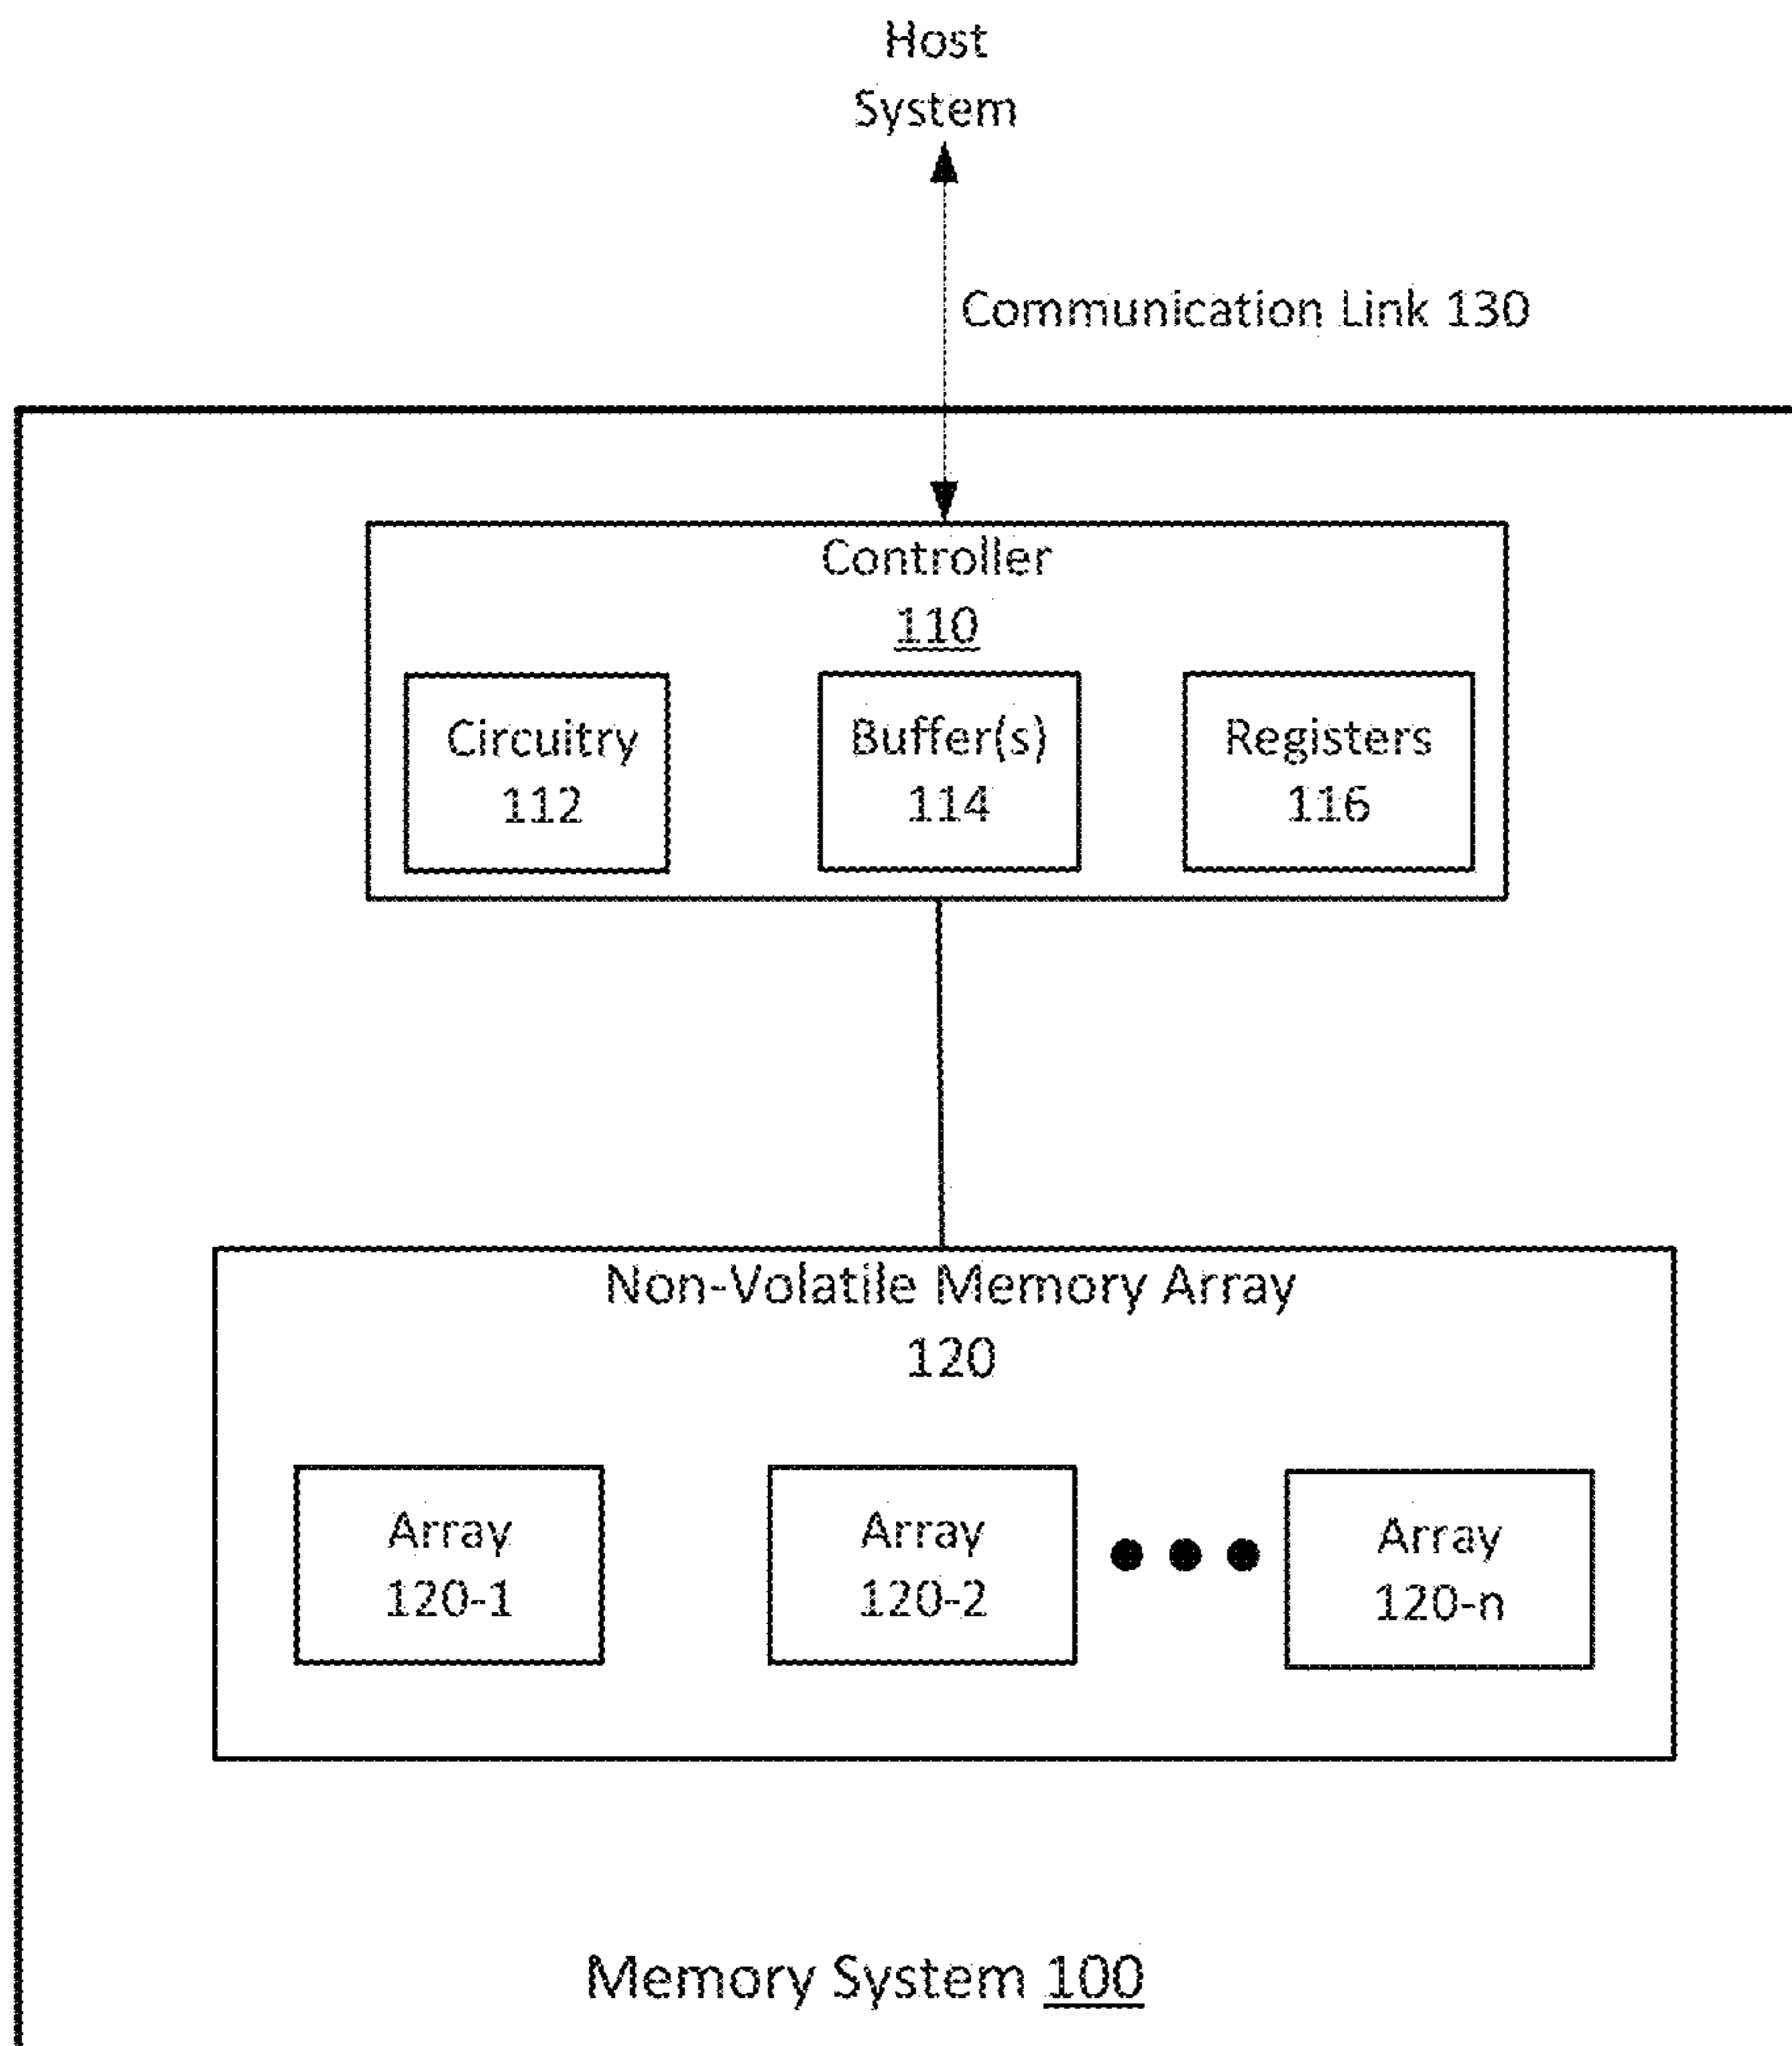 Host
System
Communication Link 130
Controller
110
Circuitry
112
Buffer(s)
114
Registers
116
Non-Volatile Memory Array
120
Array
120-1
Array
120-2
Array
120-n
Memory System 100